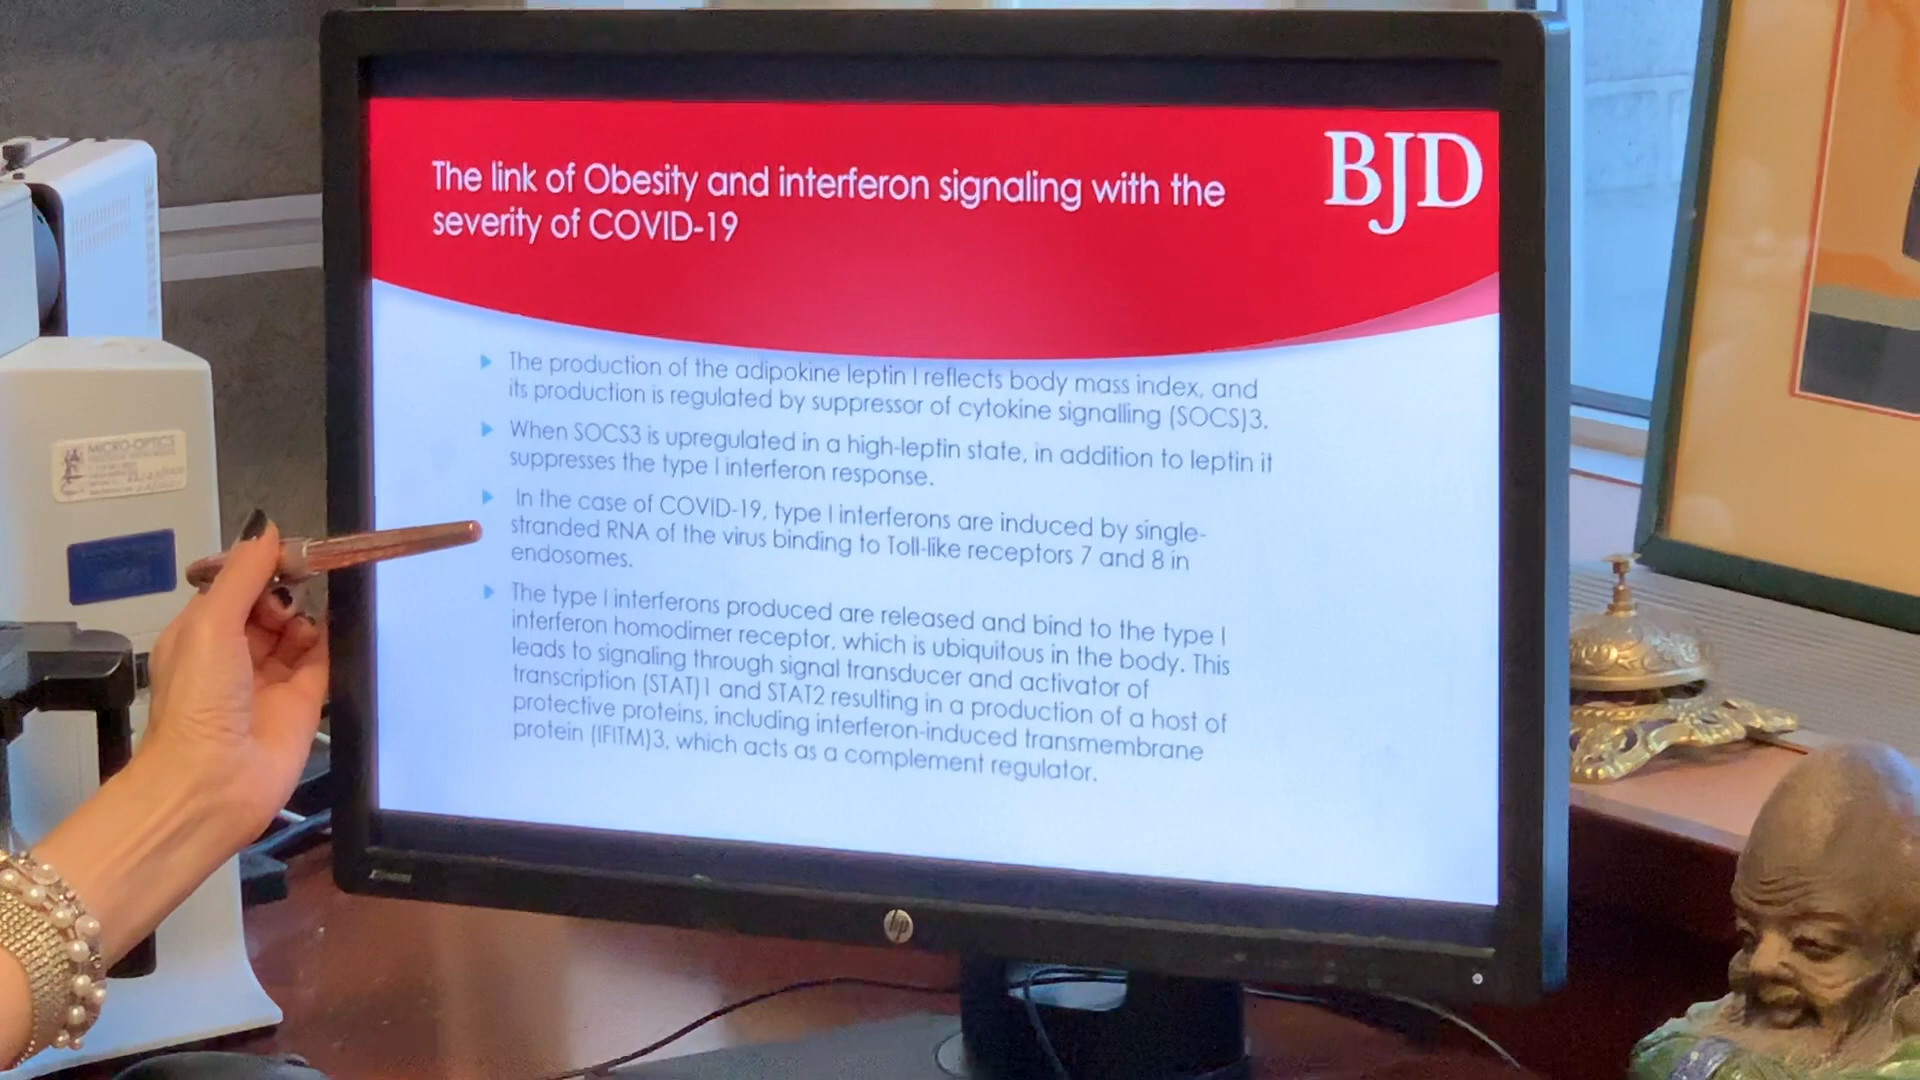 BJD
The link of Obesity and interferon signaling with the
severity of COVID-19
The production of the adipokine leptin I reflects body mass index, and
its production is regulated by suppressor of cytokine signalling (SOCS)3.
When SOCS3 is upregulated in a high-leptin state, in addition to leptin it
suppresses the type I interferon response.
In the case of COVID-19, type I interferons are induced by single-
stranded RNA of the virus binding to Toll-like receptors 7 and 8 in
endosomes.
The type I interferons produced are released and bind to the type I
interferon homodimer receptor, which is ubiquitous in the body. This
leads to signaling through signal transducer and activator of
transcription (STAT)1 and STAT2 resulting in a production of a host of
protective proteins, including interferon-induced transmembrane
protein (IFITM)3, which acts as a complement regulator.
MICRO-OPTICS
hp